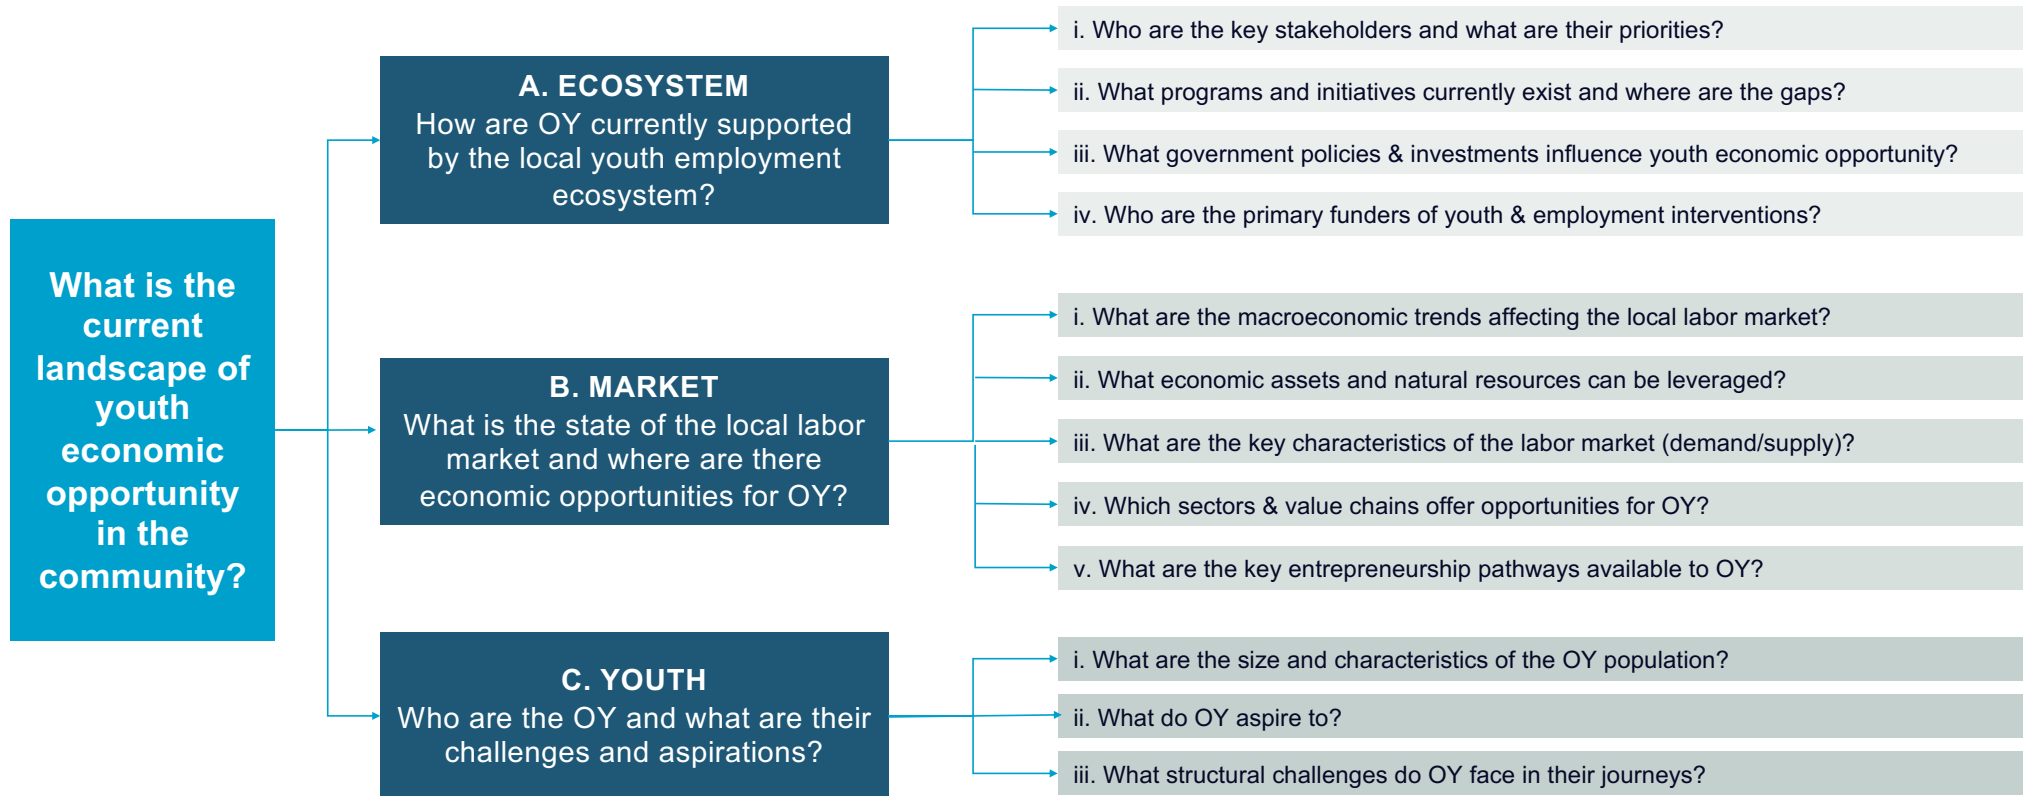 What is the
current
landscape of
youth
economic
opportunity
in the
community?
A. ECOSYSTEM
How are OY currently supported
by the local youth employment
ecosystem?
i. Who are the key stakeholders and what are their priorities?
ii. What programs and initiatives currently exist and where are the gaps?
iii. What government policies & investments influence youth economic opportunity?
iv. Who are the primary funders of youth & employment interventions?
B. MARKET
What is the state of the local labor
market and where are there
economic opportunities for OY?
i. What are the macroeconomic trends affecting the local labor market?
ii. What economic assets and natural resources can be leveraged?
iii. What are the key characteristics of the labor market (demand/supply)?
iv. Which sectors & value chains offer opportunities for OY?
v. What are the key entrepreneurship pathways available to OY?
C. YOUTH
Who are the OY and what are their
challenges and aspirations?
i. What are the size and characteristics of the OY population?
ii. What do OY aspire to?
iii. What structural challenges do OY face in their journeys?